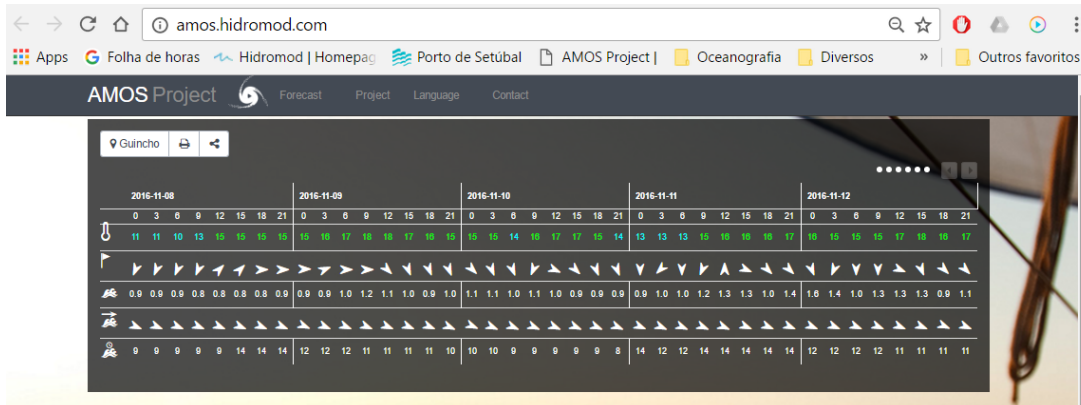 amos.hidromod.com
Apps Folha de horas Hidromod | Homepag Porto de Setúbal AMOS Project | Oceanografia Diversos » Outros favoritos
AMOS Project Forecast Project Language Contact
Guincho
2016-11-08 2016-11-09 2016-11-10 2016-11-11 2016-11-12
0 3 6 9 12 15 18 21 0 3 6 9 12 15 18 21 0 3 6 9 12 15 18 21 0 3 6 9 12 15 18 21 0 3 6 9 12 15 18 21
11 11 10 13 15 15 15 15 15 16 17 18 18 17 16 15 15 15 14 16 17 17 15 14 13 13 13 15 16 16 16 17 16 15 15 15 17 18 16 17
0.9 0.9 0.9 0.8 0.8 0.8 0.8 0.9 0.9 0.9 1.0 1.2 1.1 1.0 0.9 1.0 1.1 1.1 1.0 1.1 1.0 0.9 0.9 0.9 0.9 1.0 1.0 1.2 1.3 1.3 1.0 1.4 1.6 1.4 1.0 1.3 1.3 1.3 0.9 1.1
9 9 9 9 9 14 14 14 12 12 12 11 11 11 11 10 10 10 9 9 9 9 9 8 14 12 12 14 14 14 14 14 12 12 12 12 11 11 11 11